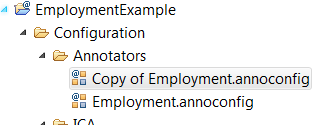 EmploymentExample
Configuration
Annotators
Copy of Employment.annoconfig
Employment.annoconfig
ICA